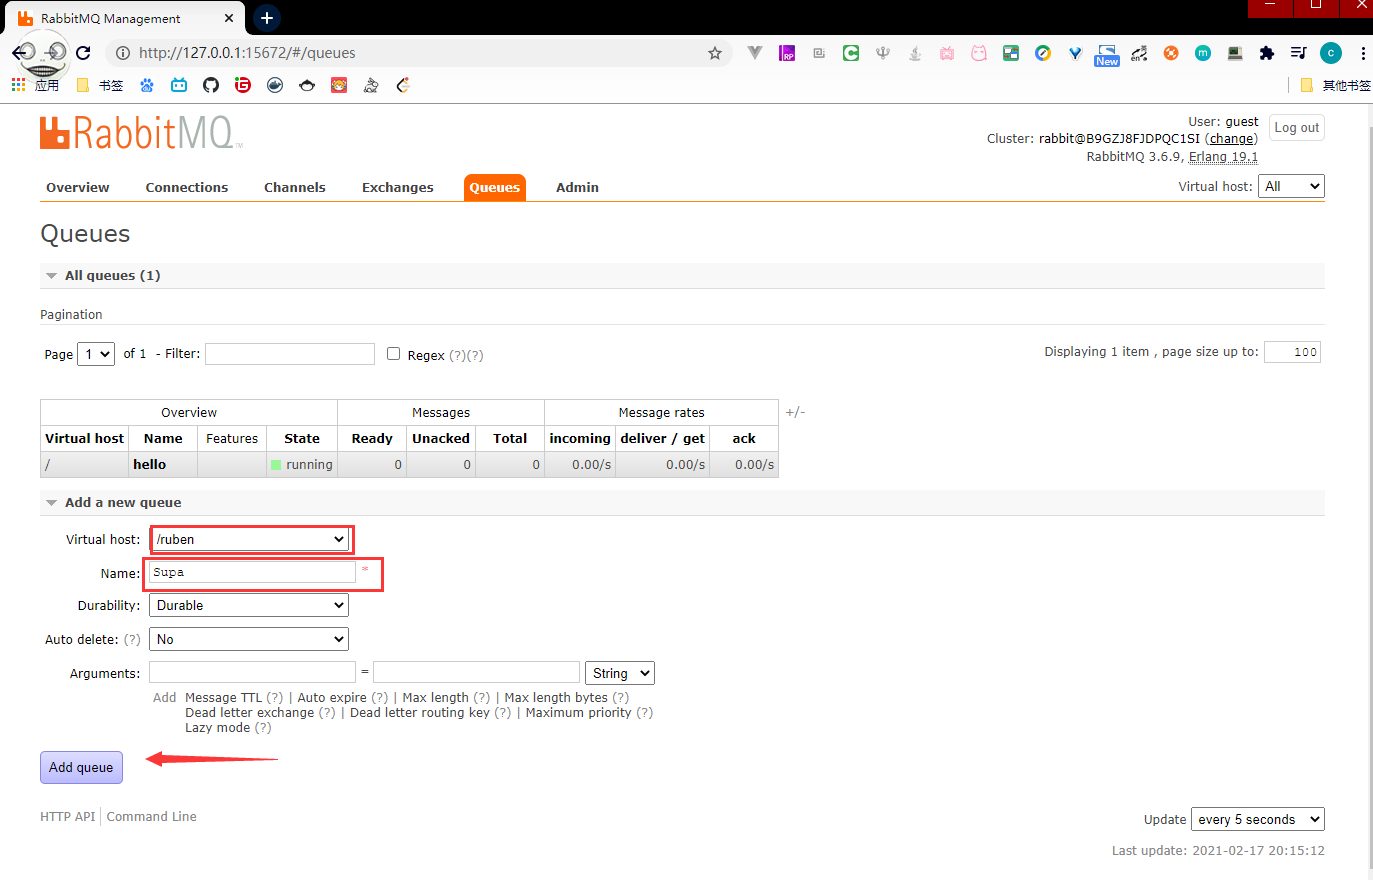 RabbitMQ Management
http://127.0.0.1:15672/#/queues
RP
New
en
m
c
应用
书签
其他书签
RabbitMQ
TM
User: guest
Log out
Cluster: rabbit@B9GZJ8FJDPQC1SI (change)
RabbitMQ 3.6.9, Erlang 19.1
Overview Connections Channels Exchanges Queues Admin
Virtual host: All
Queues
All queues (1)
Pagination
Page 1 of 1 - Filter: Regex (?)(?)
Displaying 1 item , page size up to: 100
Overview Messages Message rates +/-
Virtual host Name Features State Ready Unacked Total incoming deliver / get ack
/ hello running 0 0 0 0.00/s 0.00/s 0.00/s
Add a new queue
Virtual host: /ruben
Name: Supa *
Durability: Durable
Auto delete: (?) No
Arguments: = String
Add Message TTL (?) | Auto expire (?) | Max length (?) | Max length bytes (?)
Dead letter exchange (?) | Dead letter routing key (?) | Maximum priority (?)
Lazy mode (?)
Add queue
HTTP API Command Line
Update every 5 seconds
Last update: 2021-02-17 20:15:12